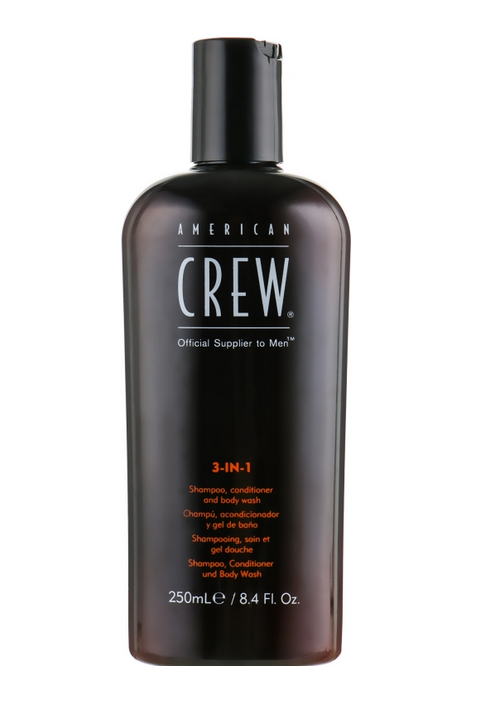 AMERICAN
CREW®
Official Supplier to Men™
3-IN-1
Shampoo, conditioner
and body wash
Champú, acondicionador
y gel de baño
Shampooing, soin et
gel douche
Shampoo, Conditioner
und Body Wash
250mL℮ / 8.4 Fl. Oz.